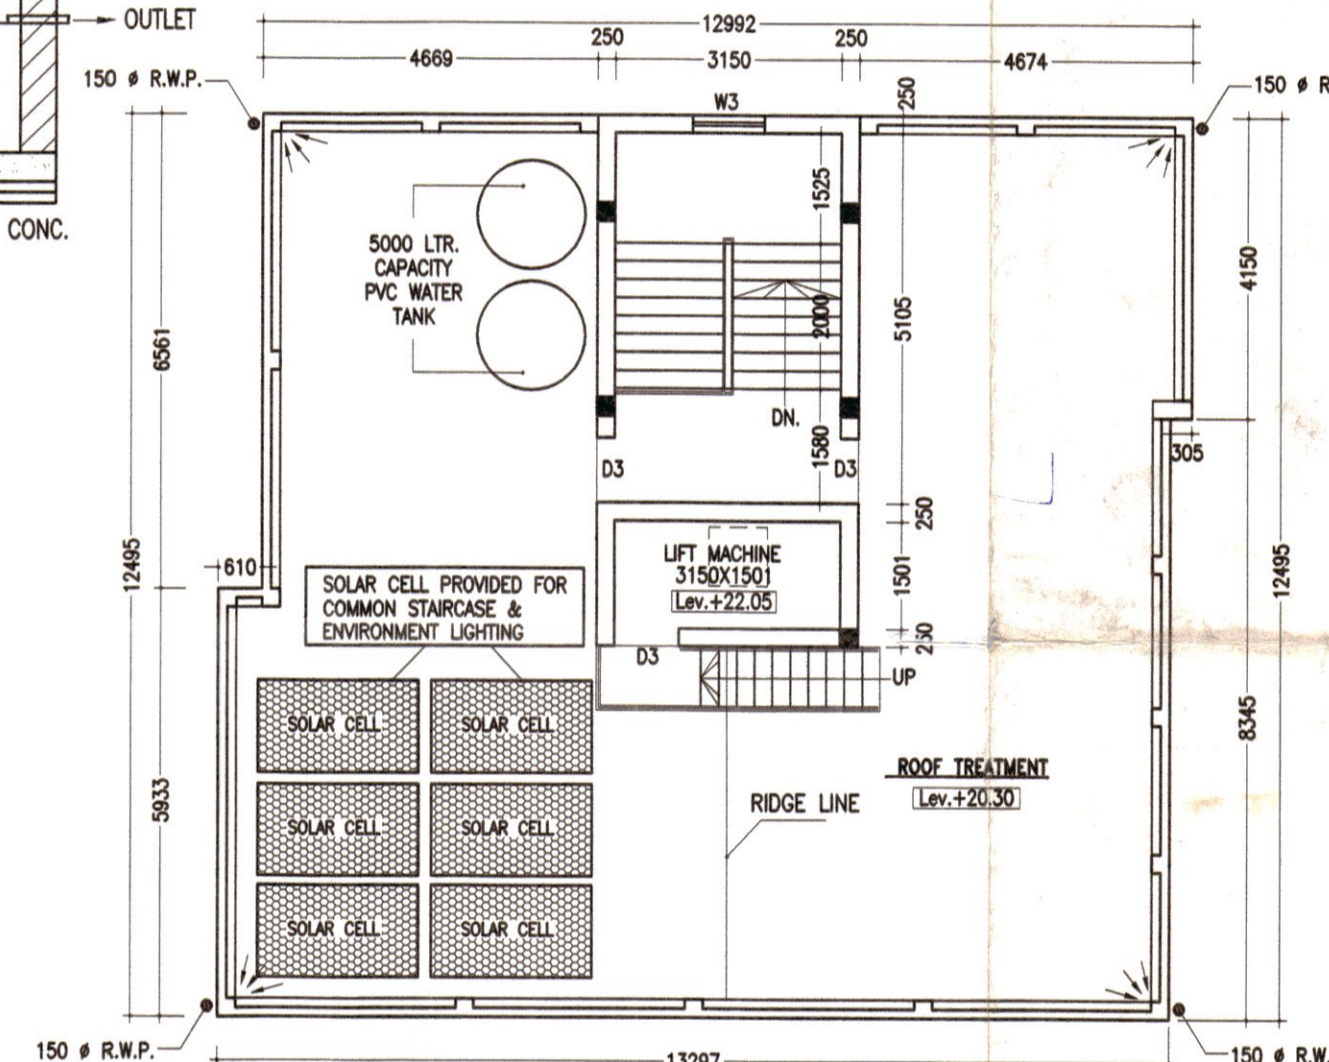 OUTLET
12992
250
250
4669
3150
4674
150 ø R.W.P.
150 ø R
W3
250
CONC.
5000 LTR.
CAPACITY
PVC WATER
TANK
1525
2000
1580
5105
4150
6561
DN.
D3
D3
305
250
12495
12495
610
SOLAR CELL PROVIDED FOR
COMMON STAIRCASE &
ENVIRONMENT LIGHTING
LIFT MACHINE
3150X1501
Lev.+22.05
1501
250
D3
UP
SOLAR CELL
SOLAR CELL
8345
ROOF TREATMENT
Lev.+20.30
RIDGE LINE
5933
SOLAR CELL
SOLAR CELL
SOLAR CELL
SOLAR CELL
150 ø R.W.P.
150 ø R.W
13297